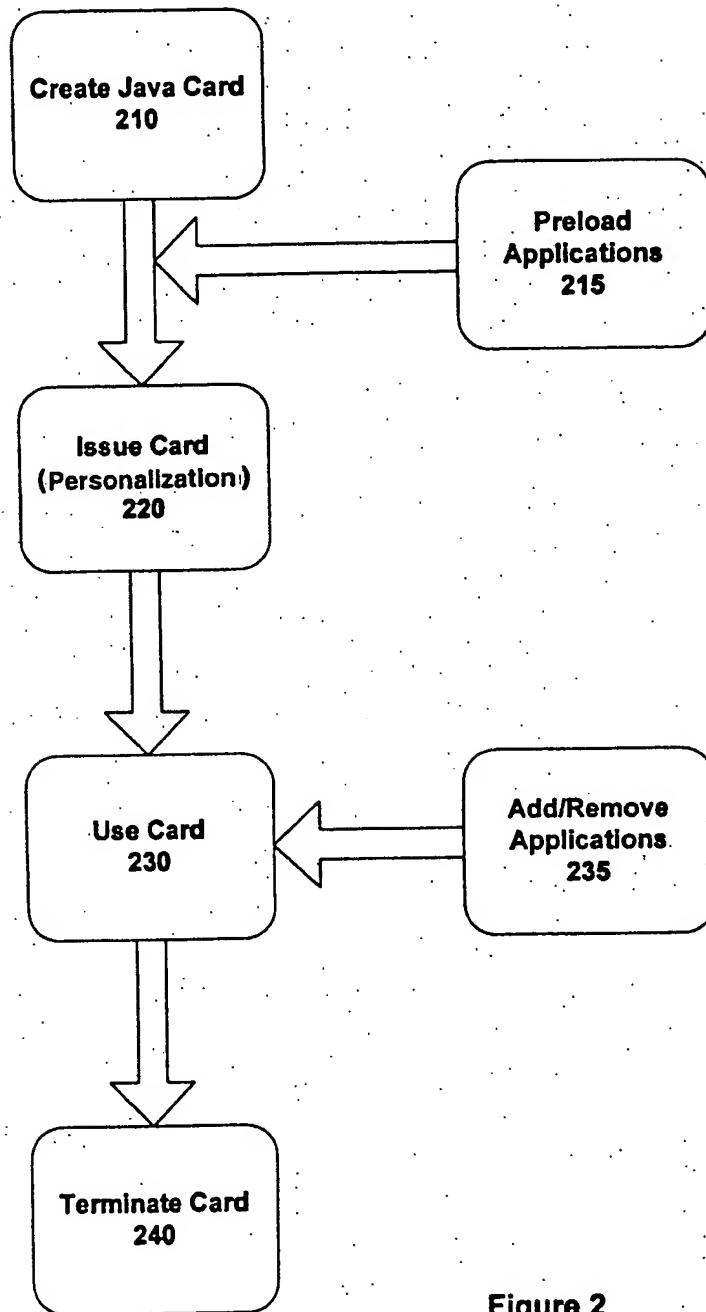 Create Java Card
210
Preload
Applications
215
Issue Card
(Personalization)
220
Use Card
230
Add/Remove
Applications
235
Terminate Card
240
Figure 2